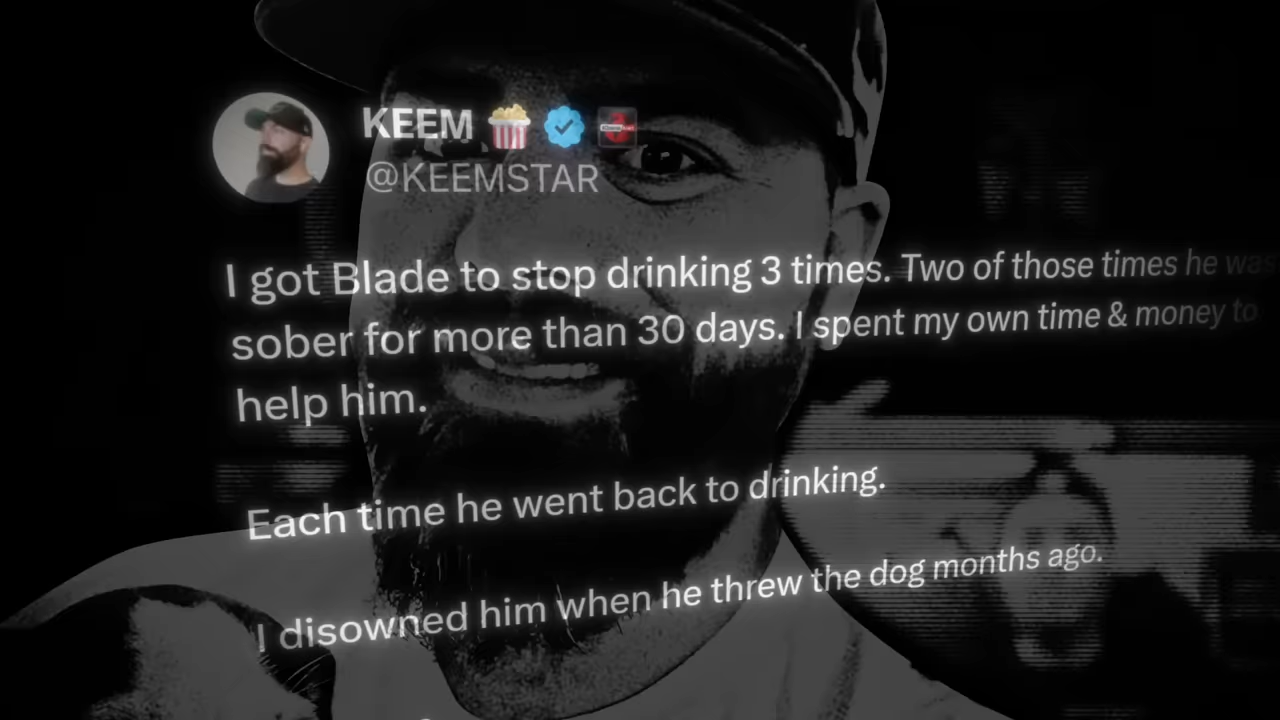 KEEM
@KEEMSTAR
I got Blade to stop drinking 3 times. Two of those times he was
sober for more than 30 days. I spent my own time & money to
help him.
Each time he went back to drinking.
I disowned him when he threw the dog months ago.